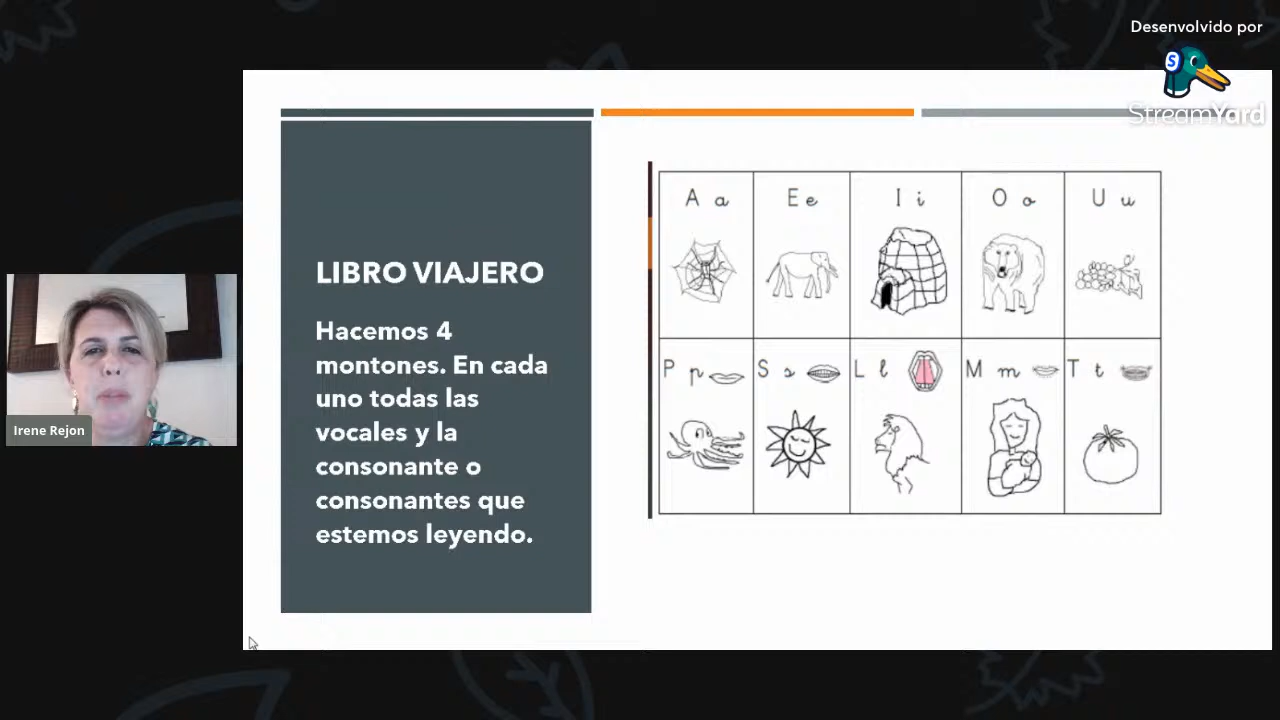 Desenvolvido por
StreamYard
LIBRO VIAJERO
Hacemos 4
montones. En cada
uno todas las
vocales y la
consonante o
consonantes que
estemos leyendo.
A a E e I i O o U u
P p S s L l M m T t
Irene Rejon